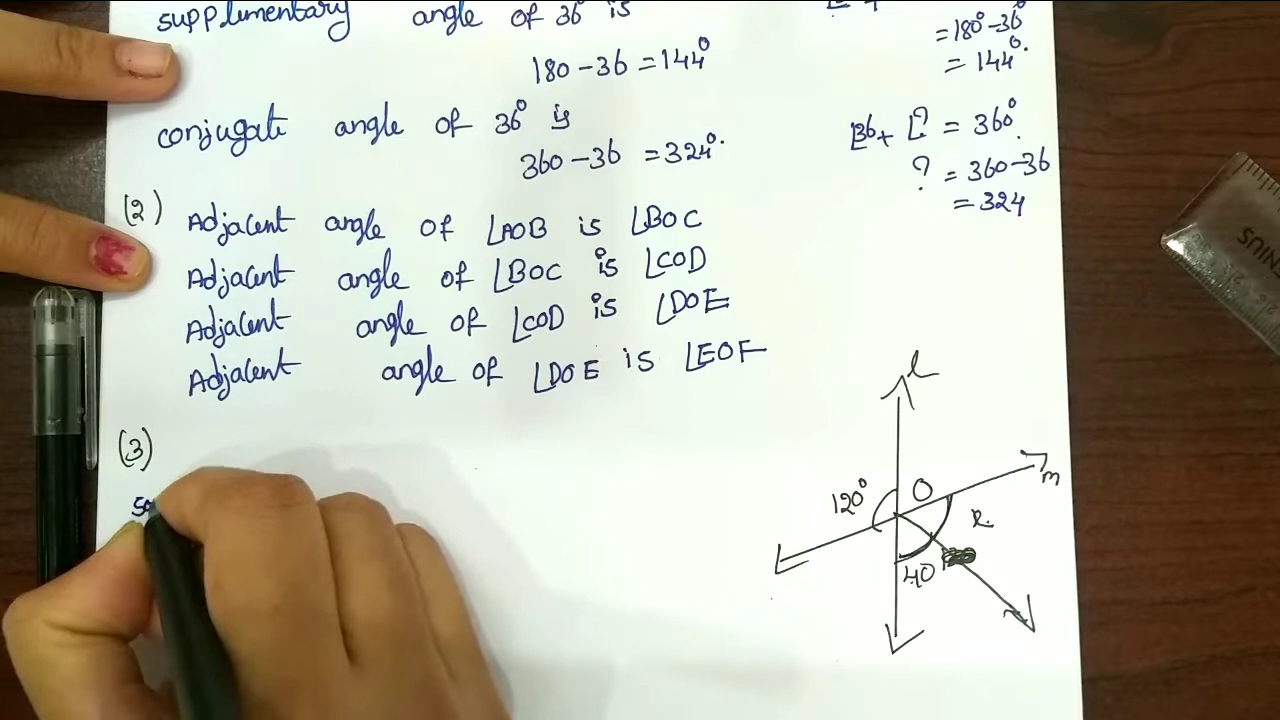 supplimentary angle of 36° is
180 - 36 = 144°
conjugate angle of 36° is
360 - 36 = 324°.
(2) Adjacent angle of ∠AOB is ∠BOC
Adjacent angle of ∠BOC is ∠COD
Adjacent angle of ∠COD is ∠DOE
Adjacent angle of ∠DOE is ∠EOF
(3)
= 180° - 36°
= 144°.
∠36 + ∠? = 360°.
? = 360 - 36
= 324
l
m
120°
O
R.
40